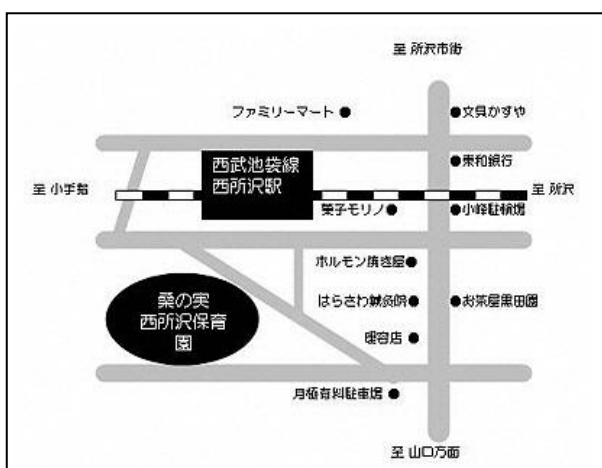 至 所沢市街
ファミリーマート
文具かすや
東和銀行
西武池袋線
西所沢駅
至 小手指
至 所沢
菓子モリノ
小峰駐輪場
ホルモン焼き屋
桑の実
西所沢保育
園
はらさわ鍼灸院
お茶屋黒田園
理容店
月極有料駐車場
至 山口方面